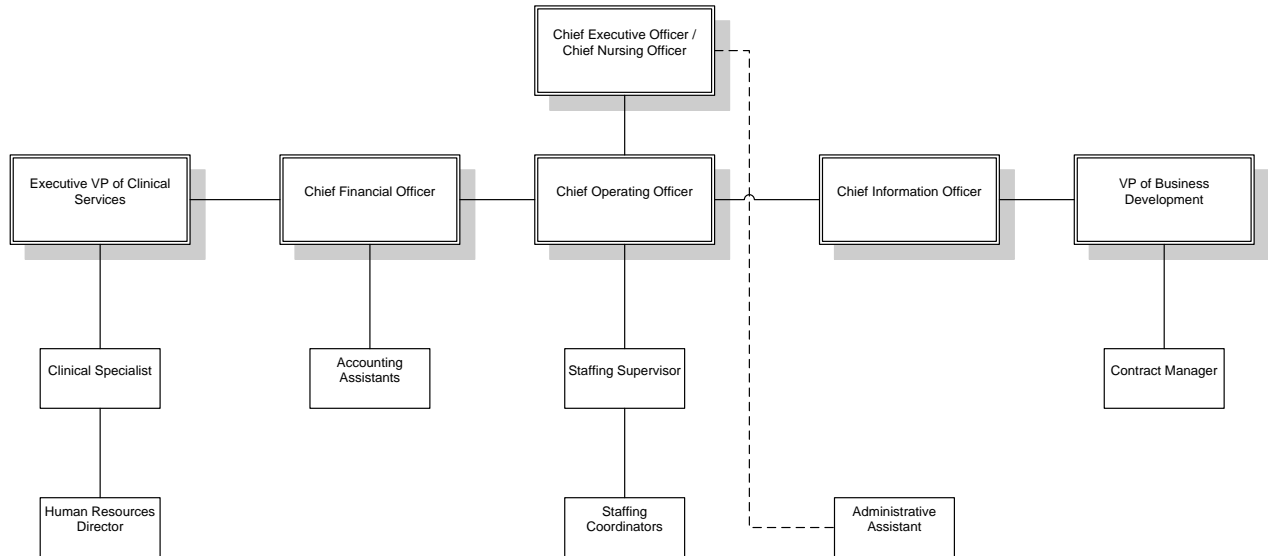 Chief Executive Officer /
Chief Nursing Officer
Executive VP of Clinical
Services
Chief Financial Officer
Chief Operating Officer
Chief Information Officer
VP of Business
Development
Clinical Specialist
Accounting
Assistants
Staffing Supervisor
Contract Manager
Human Resources
Director
Staffing
Coordinators
Administrative
Assistant